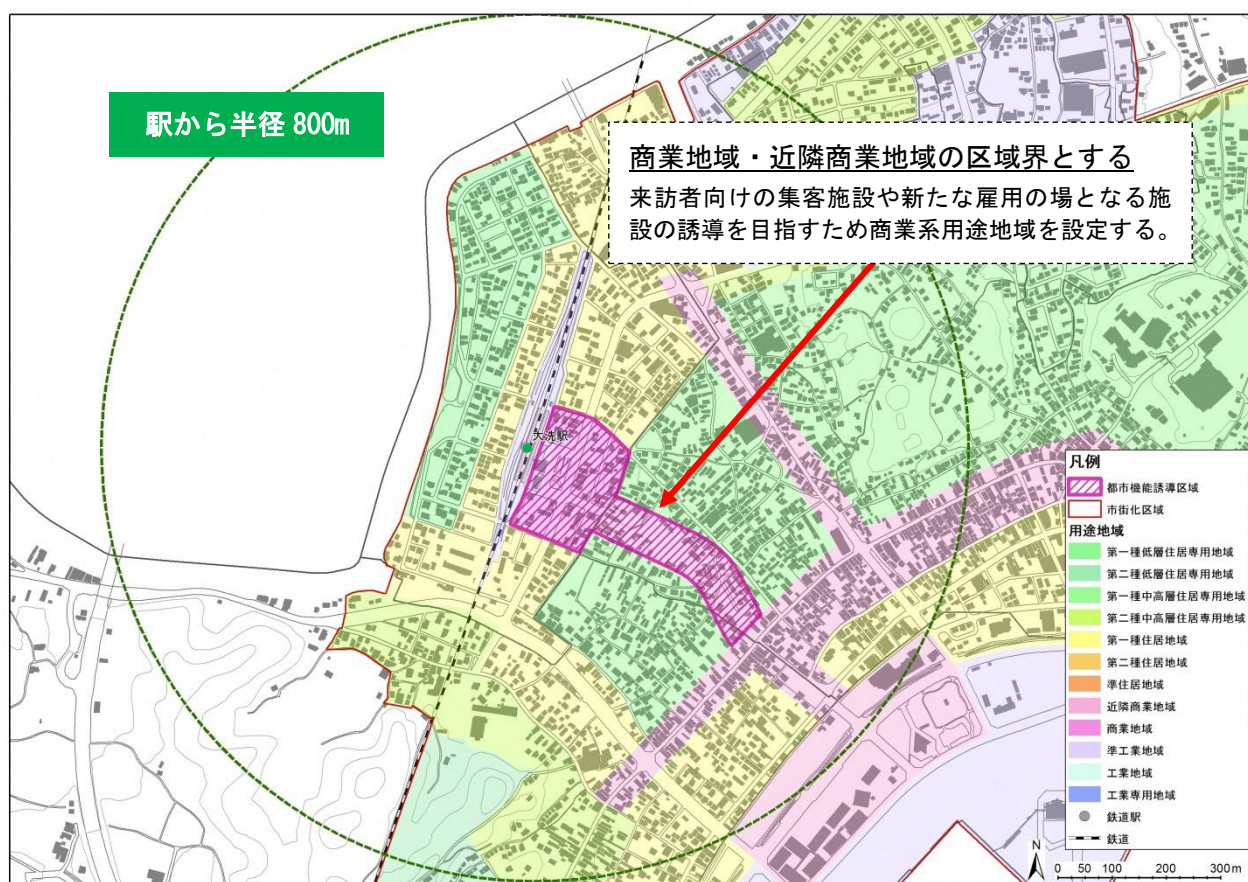 駅から半径 800m
商業地域・近隣商業地域の区域界とする
来訪者向けの集客施設や新たな雇用の場となる施
設の誘導を目指すため商業系用途地域を設定する。
大洗駅
凡例
都市機能誘導区域
市街化区域
用途地域
第一種低層住居専用地域
第二種低層住居専用地域
第一種中高層住居専用地域
第二種中高層住居専用地域
第一種住居地域
第二種住居地域
準住居地域
近隣商業地域
商業地域
準工業地域
工業地域
工業専用地域
鉄道駅
鉄道
N
0 50 100 200 300m